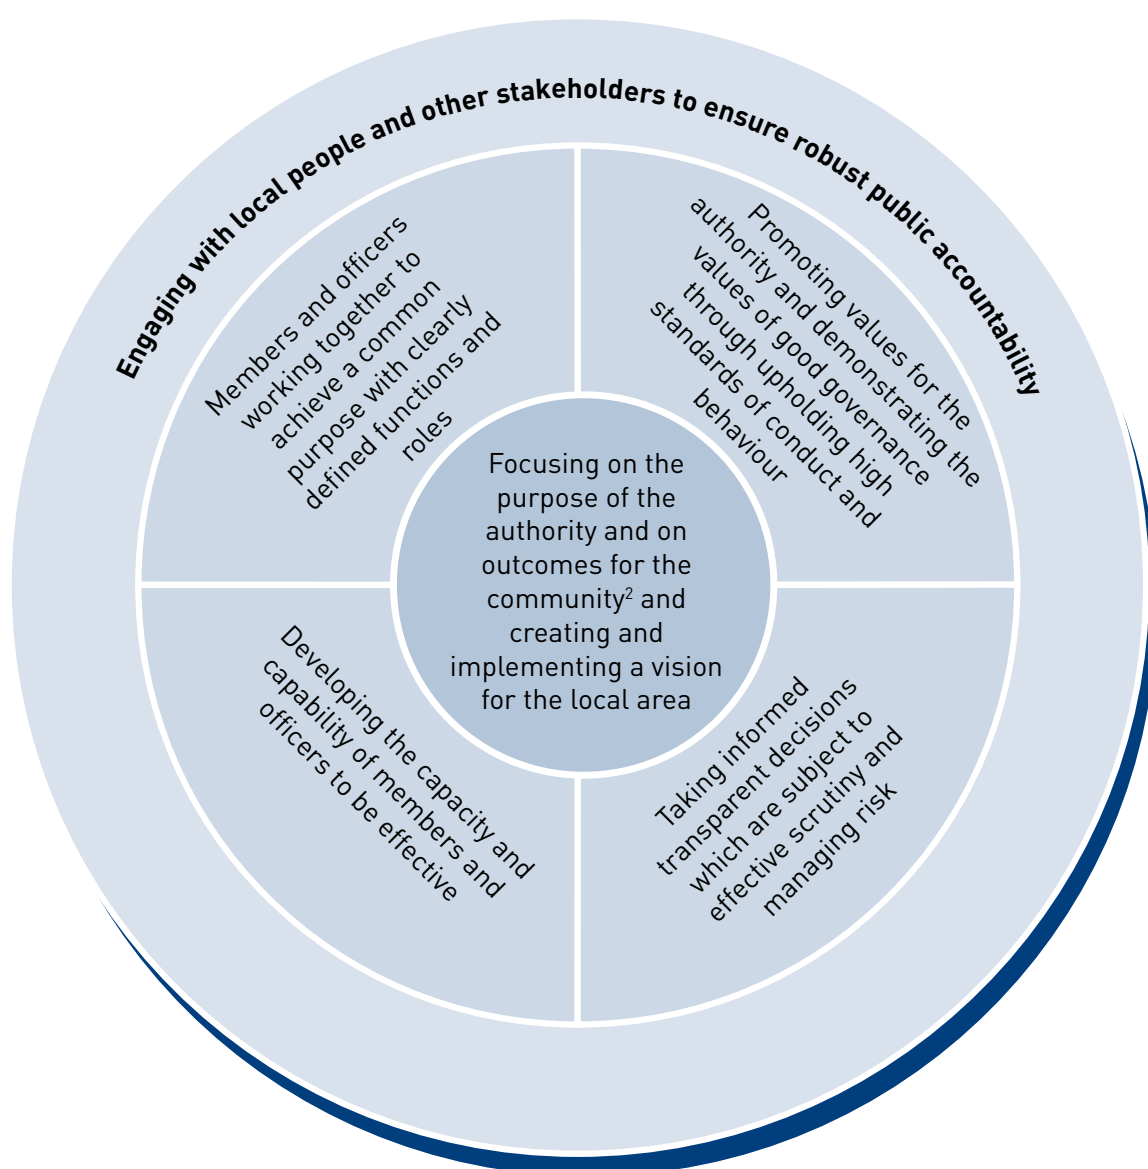 Engaging with local people and other stakeholders to ensure robust public accountability
Members and officers
working together to
achieve a common
purpose with clearly
defined functions and
roles
Promoting values for the
authority and demonstrating the
values of good governance
through upholding high
standards of conduct and
behaviour
Focusing on the
purpose of the
authority and on
outcomes for the
community² and
creating and
implementing a vision
for the local area
Developing the capacity and
capability of members and
officers to be effective
Taking informed
transparent decisions
which are subject to
effective scrutiny and
managing risk